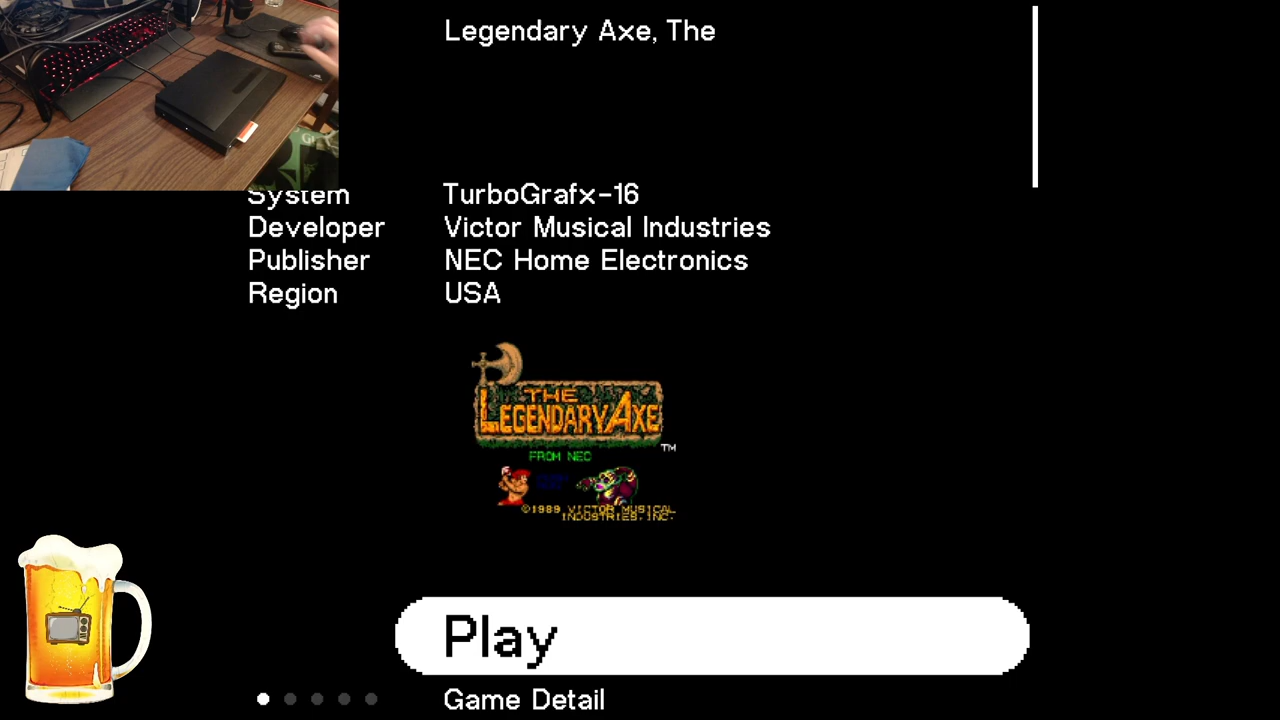 Legendary Axe, The
System TurboGrafx-16
Developer Victor Musical Industries
Publisher NEC Home Electronics
Region USA
THE
LEGENDARY AXE
TM
FROM NEC
©1989 VICTOR MUSICAL
INDUSTRIES, INC.
Play
Game Detail